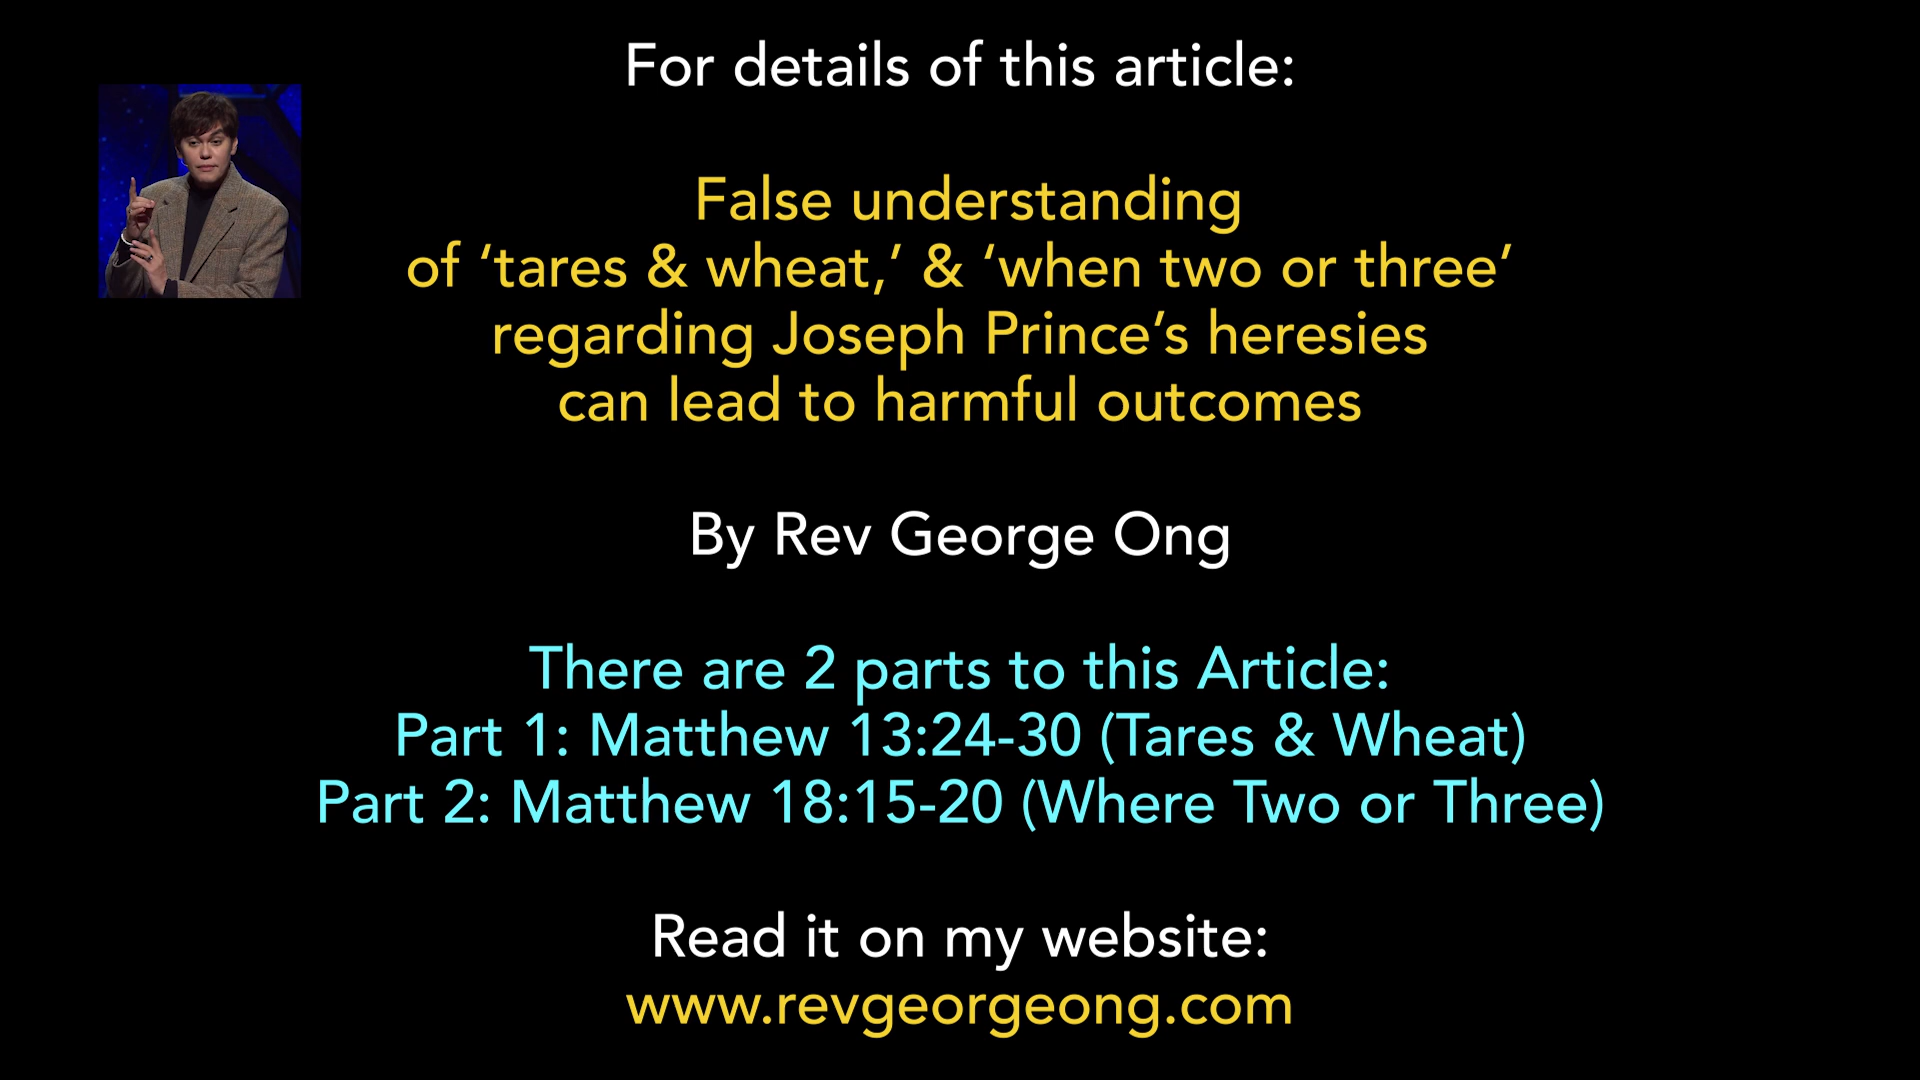 For details of this article:
False understanding
of ‘tares & wheat,’ & ‘when two or three’
regarding Joseph Prince’s heresies
can lead to harmful outcomes
By Rev George Ong
There are 2 parts to this Article:
Part 1: Matthew 13:24-30 (Tares & Wheat)
Part 2: Matthew 18:15-20 (Where Two or Three)
Read it on my website:
www.revgeorgeong.com